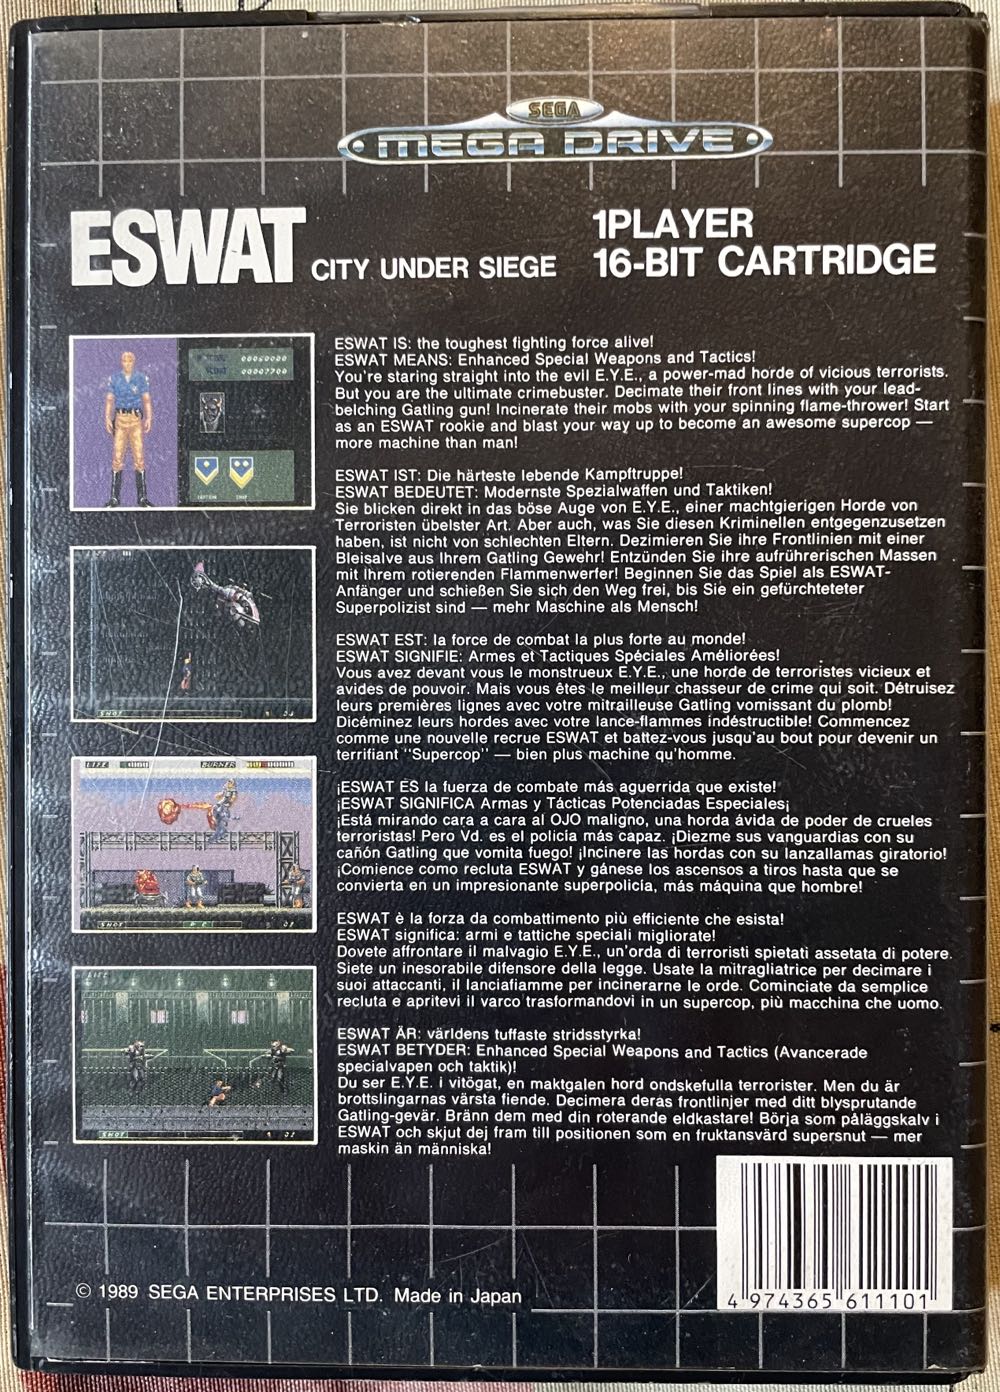 SEGA
MEGA DRIVE
ESWAT CITY UNDER SIEGE
1PLAYER
16-BIT CARTRIDGE
ESWAT IS: the toughest fighting force alive!
ESWAT MEANS: Enhanced Special Weapons and Tactics!
You're staring straight into the evil E.Y.E., a power-mad horde of vicious terrorists.
But you are the ultimate crimebuster. Decimate their front lines with your lead-
belching Gatling gun! Incinerate their mobs with your spinning flame-thrower! Start
as an ESWAT rookie and blast your way up to become an awesome supercop —
more machine than man!
ESWAT IST: Die härteste lebende Kampftruppe!
ESWAT BEDEUTET: Modernste Spezialwaffen und Taktiken!
Sie blicken direkt in das böse Auge von E.Y.E., einer machtgierigen Horde von
Terroristen übelster Art. Aber auch, was Sie diesen Kriminellen entgegenzusetzen
haben, ist nicht von schlechten Eltern. Dezimieren Sie ihre Frontlinien mit einer
Bleisalve aus Ihrem Gatling Gewehr! Entzünden Sie ihre aufrührerischen Massen
mit Ihrem rotierenden Flammenwerfer! Beginnen Sie das Spiel als ESWAT-
Anfänger und schießen Sie sich den Weg frei, bis Sie ein gefürchteteter
Superpolizist sind — mehr Maschine als Mensch!
ESWAT EST: la force de combat la plus forte au monde!
ESWAT SIGNIFIE: Armes et Tactiques Spéciales Améliorées!
Vous avez devant vous le monstrueux E.Y.E., une horde de terroristes vicieux et
avides de pouvoir. Mais vous êtes le meilleur chasseur de crime qui soit. Détruisez
leurs premières lignes avec votre mitrailleuse Gatling vomissant du plomb!
Dicéminez leurs hordes avec votre lance-flammes indéstructible! Commencez
comme une nouvelle recrue ESWAT et battez-vous jusqu'au bout pour devenir un
terrifiant "Supercop" — bien plus machine qu'homme.
¡ESWAT ES la fuerza de combate más aguerrida que existe!
¡ESWAT SIGNIFICA Armas y Tácticas Potenciadas Especiales¡
¡Está mirando cara a cara al OJO maligno, una horda ávida de poder de crueles
terroristas! Pero Vd. es el policía más capaz. ¡Diezme sus vanguardias con su
cañón Gatling que vomita fuego! ¡Incinere las hordas con su lanzallamas giratorio!
¡Comience como recluta ESWAT y gánese los ascensos a tiros hasta que se
convierta en un impresionante superpolicía, más máquina que hombre!
ESWAT è la forza da combattimento più efficiente che esista!
ESWAT significa: armi e tattiche speciali migliorate!
Dovete affrontare il malvagio E.Y.E., un'orda di terroristi spietati assetata di potere.
Siete un inesorabile difensore della legge. Usate la mitragliatrice per decimare i
suoi attaccanti, il lanciafiamme per incinerarne le orde. Cominciate da semplice
recluta e apritevi il varco trasformandovi in un supercop, più macchina che uomo.
ESWAT ÄR: världens tuffaste stridsstyrka!
ESWAT BETYDER: Enhanced Special Weapons and Tactics (Avancerade
specialvapen och taktik)!
Du ser E.Y.E. i vitögat, en maktgalen hord ondskefulla terrorister. Men du är
brottslingarnas värsta fiende. Decimera deras frontlinjer med ditt blysprutande
Gatling-gevär. Bränn dem med din roterande eldkastare! Börja som påläggskalv i
ESWAT och skjut dej fram till positionen som en fruktansvärd supersnut — mer
maskin än människa!
LIFE BURNER
SHOT
LIFE
SHOT
© 1989 SEGA ENTERPRISES LTD. Made in Japan
4 974365 611101